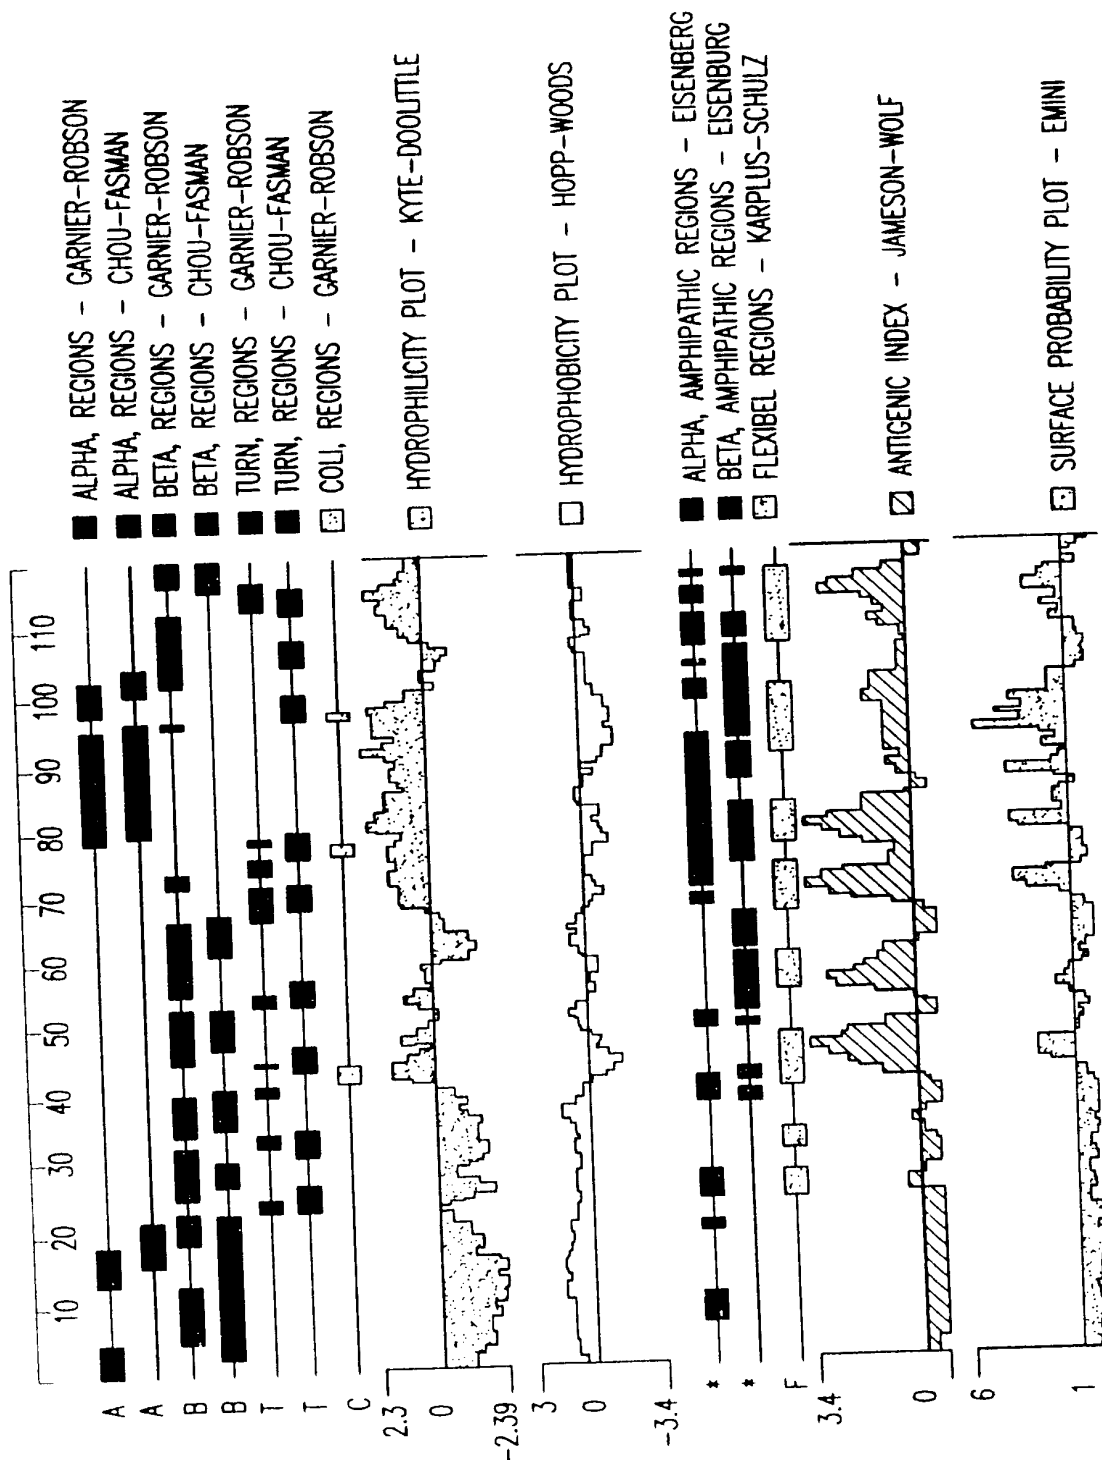 10 20 30 40 50 60 70 80 90 100 110
A ALPHA, REGIONS - GARNIER-ROBSON
A ALPHA, REGIONS - CHOU-FASMAN
B BETA, REGIONS - GARNIER-ROBSON
B BETA, REGIONS - CHOU-FASMAN
T TURN, REGIONS - GARNIER-ROBSON
T TURN, REGIONS - CHOU-FASMAN
C COLI, REGIONS - GARNIER-ROBSON
2.3
0 HYDROPHILICITY PLOT - KYTE-DOOLITTLE
-2.39
3
0 HYDROPHOBICITY PLOT - HOPP-WOODS
-3.4
* ALPHA, AMPHIPATHIC REGIONS - EISENBERG
* BETA, AMPHIPATHIC REGIONS - EISENBURG
F FLEXIBEL REGIONS - KARPLUS-SCHULZ
3.4
ANTIGENIC INDEX - JAMESON-WOLF
0
6
SURFACE PROBABILITY PLOT - EMINI
1